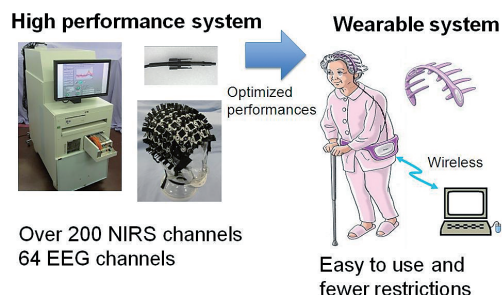 High performance system
Wearable system
Optimized
performances
Wireless
Over 200 NIRS channels
64 EEG channels
Easy to use and
fewer restrictions